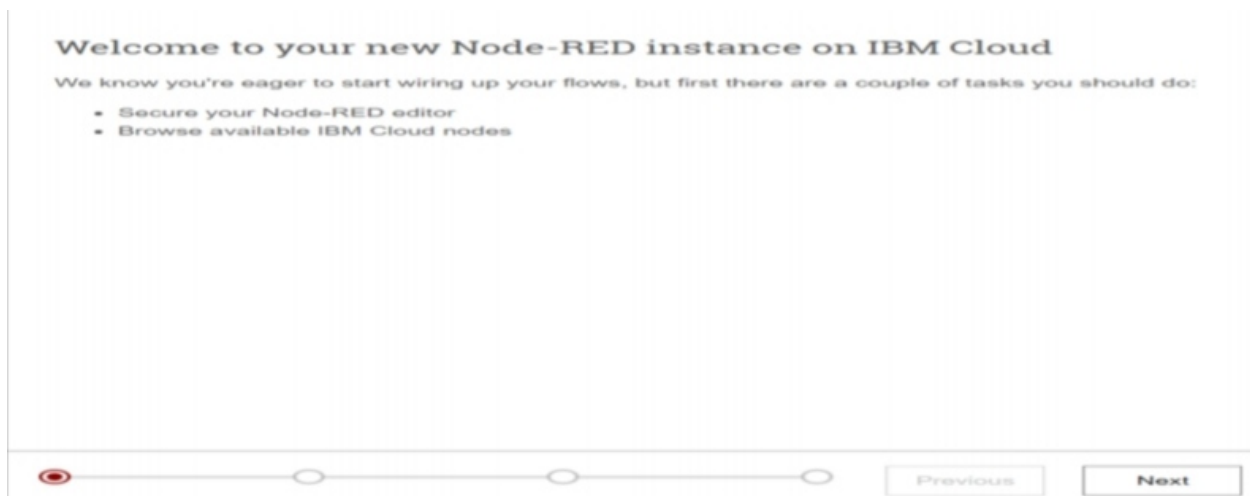 Welcome to your new Node-RED instance on IBM Cloud
We know you're eager to start wiring up your flows, but first there are a couple of tasks you should do:
• Secure your Node-RED editor
• Browse available IBM Cloud nodes
Previous
Next